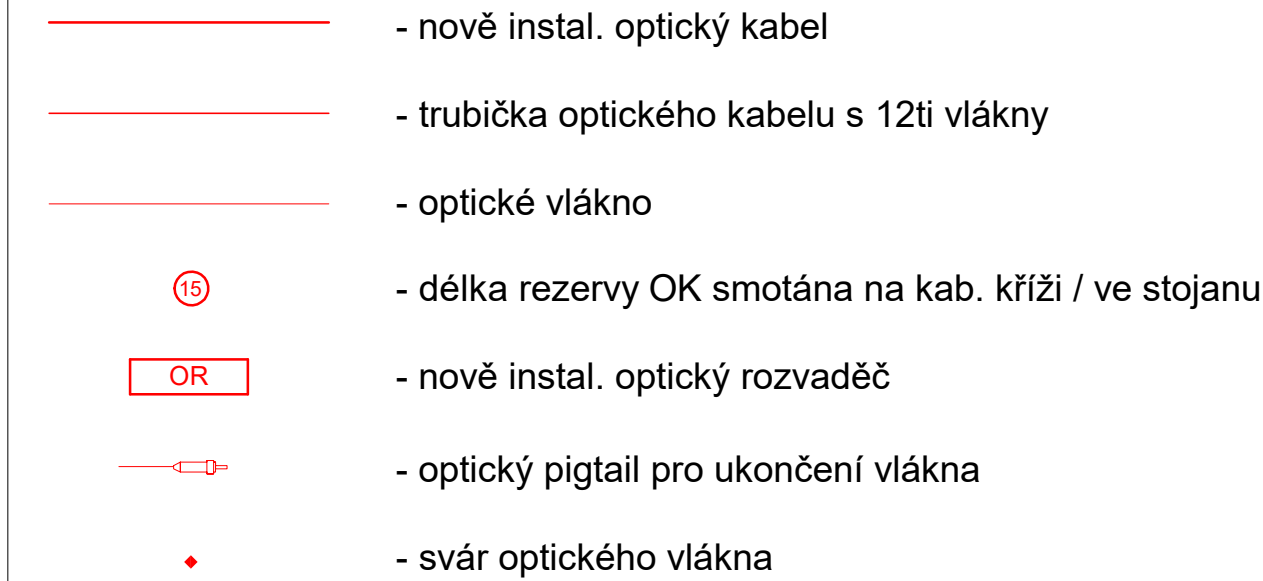 - nově instal. optický kabel
- trubička optického kabelu s 12ti vlákny
- optické vlákno
15 - délka rezervy OK smotána na kab. kříži / ve stojanu
OR - nově instal. optický rozvaděč
- optický pigtail pro ukončení vlákna
- svár optického vlákna